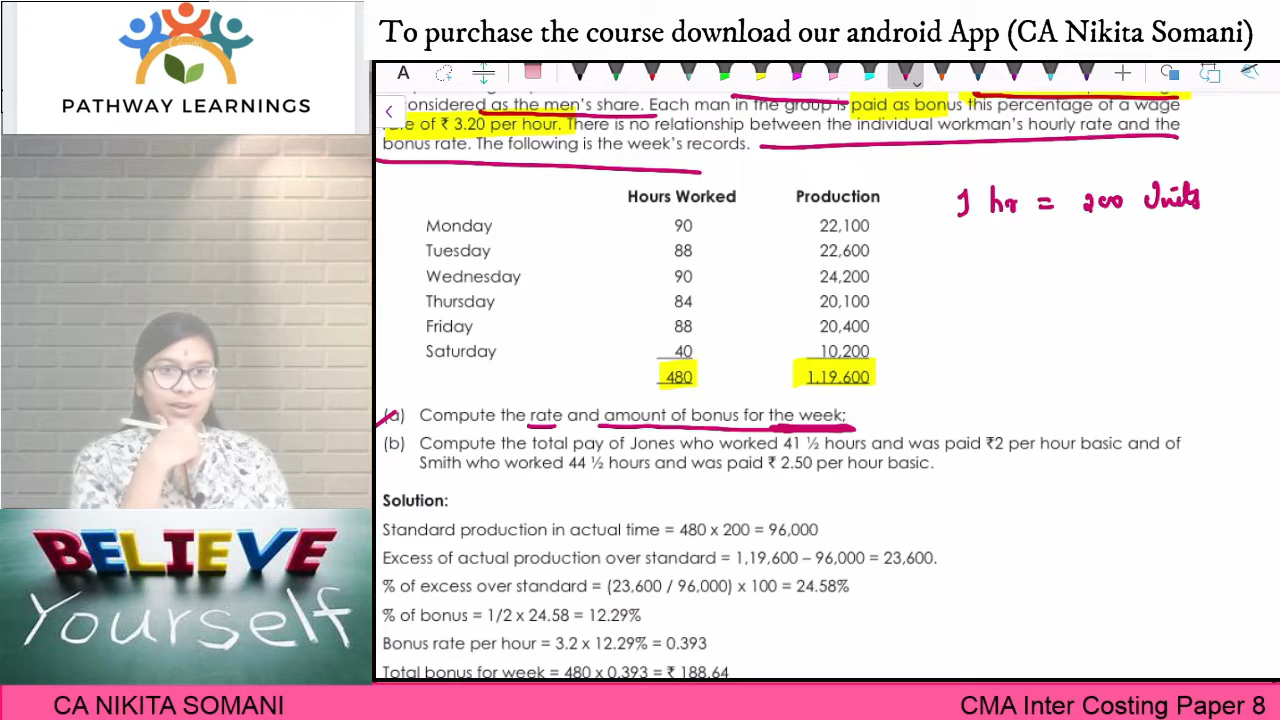 To purchase the course download our android App (CA Nikita Somani)
PATHWAY LEARNINGS
considered as the men's share. Each man in the group is paid as bonus this percentage of a wage
of ₹ 3.20 per hour. There is no relationship between the individual workman's hourly rate and the
bonus rate. The following is the week's records.
Hours Worked Production
1 hr = 200 Units
Monday 90 22,100
Tuesday 88 22,600
Wednesday 90 24,200
Thursday 84 20,100
Friday 88 20,400
Saturday 40 10,200
480 1,19,600
(a) Compute the rate and amount of bonus for the week;
(b) Compute the total pay of Jones who worked 41 ½ hours and was paid ₹2 per hour basic and of
Smith who worked 44 ½ hours and was paid ₹ 2.50 per hour basic.
Solution:
Standard production in actual time = 480 x 200 = 96,000
Excess of actual production over standard = 1,19,600 – 96,000 = 23,600.
% of excess over standard = (23,600 / 96,000) x 100 = 24.58%
% of bonus = 1/2 x 24.58 = 12.29%
Bonus rate per hour = 3.2 x 12.29% = 0.393
Total bonus for week = 480 x 0.393 = ₹ 188.64
BELIEVE
Yourself
CA NIKITA SOMANI
CMA Inter Costing Paper 8